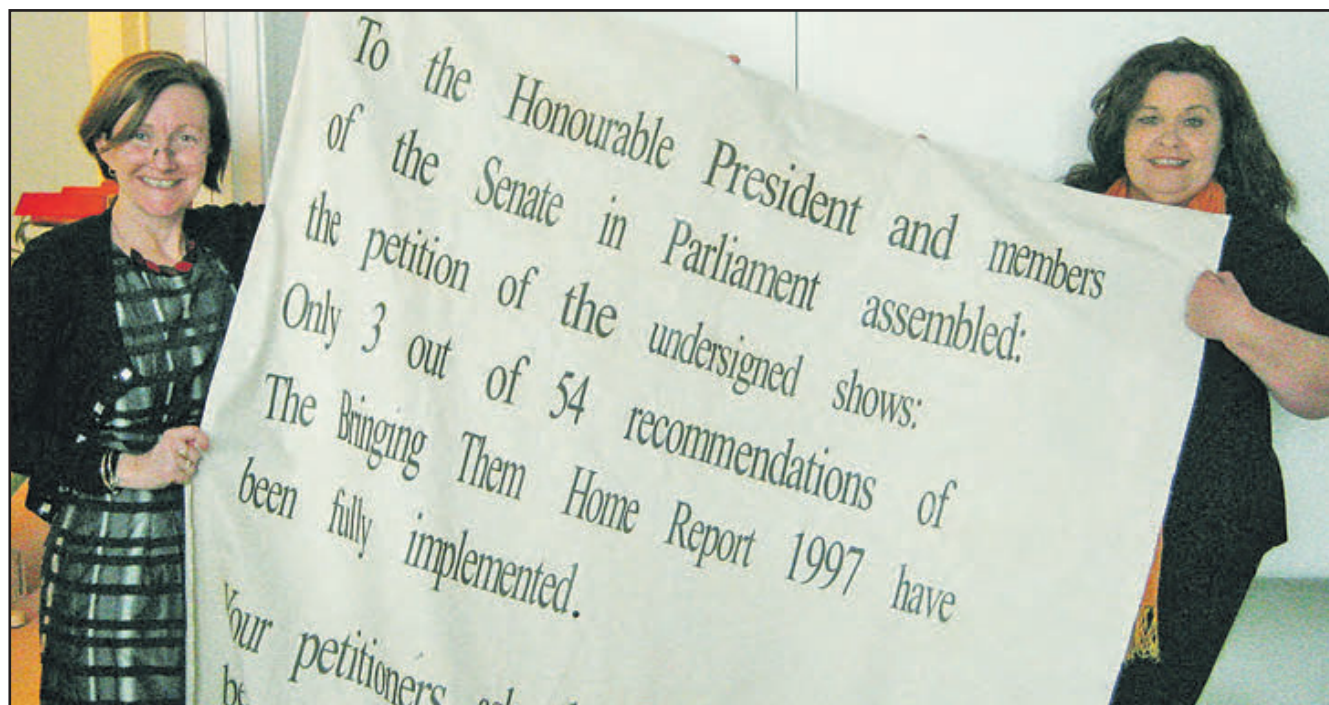 To the Honourable President and members
of the Senate in Parliament assembled:
the petition of the undersigned shows:
Only 3 out of 54 recommendations of
The Bringing Them Home Report 1997 have
been fully implemented.
Your petitioners